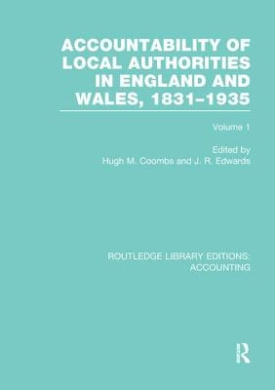 ACCOUNTABILITY OF
LOCAL AUTHORITIES
IN ENGLAND AND
WALES, 1831–1935
Volume 1
Edited by
Hugh M. Coombs and J. R. Edwards
ROUTLEDGE LIBRARY EDITIONS:
ACCOUNTING
R